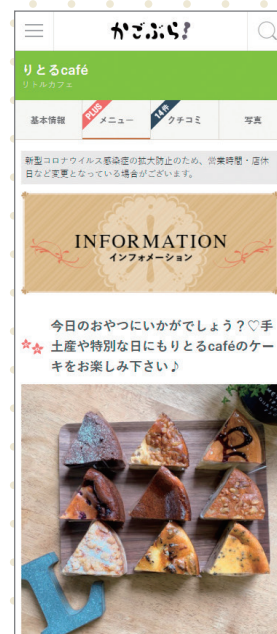 かごぶら!
りとるcafé
リトルカフェ
基本情報
PLUS
メニュー
14件
クチコミ
写真
新型コロナウイルス感染症の拡大防止のため、営業時間・店休
日など変更となっている場合がございます。
INFORMATION
インフォメーション
今日のおやつにいかがでしょう？♡手
土産や特別な日にもりとるcaféのケー
キをお楽しみ下さい♪